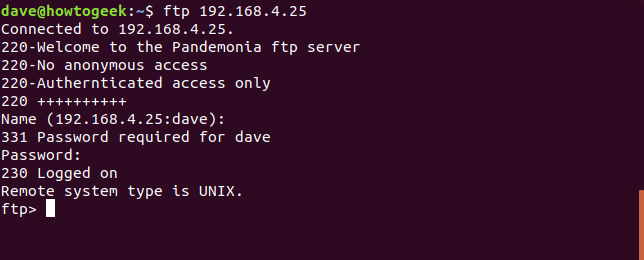 dave@howtogeek:~$ ftp 192.168.4.25
Connected to 192.168.4.25.
220-Welcome to the Pandemonia ftp server
220-No anonymous access
220-Authernticated access only
220 ++++++++++
Name (192.168.4.25:dave):
331 Password required for dave
Password:
230 Logged on
Remote system type is UNIX.
ftp>